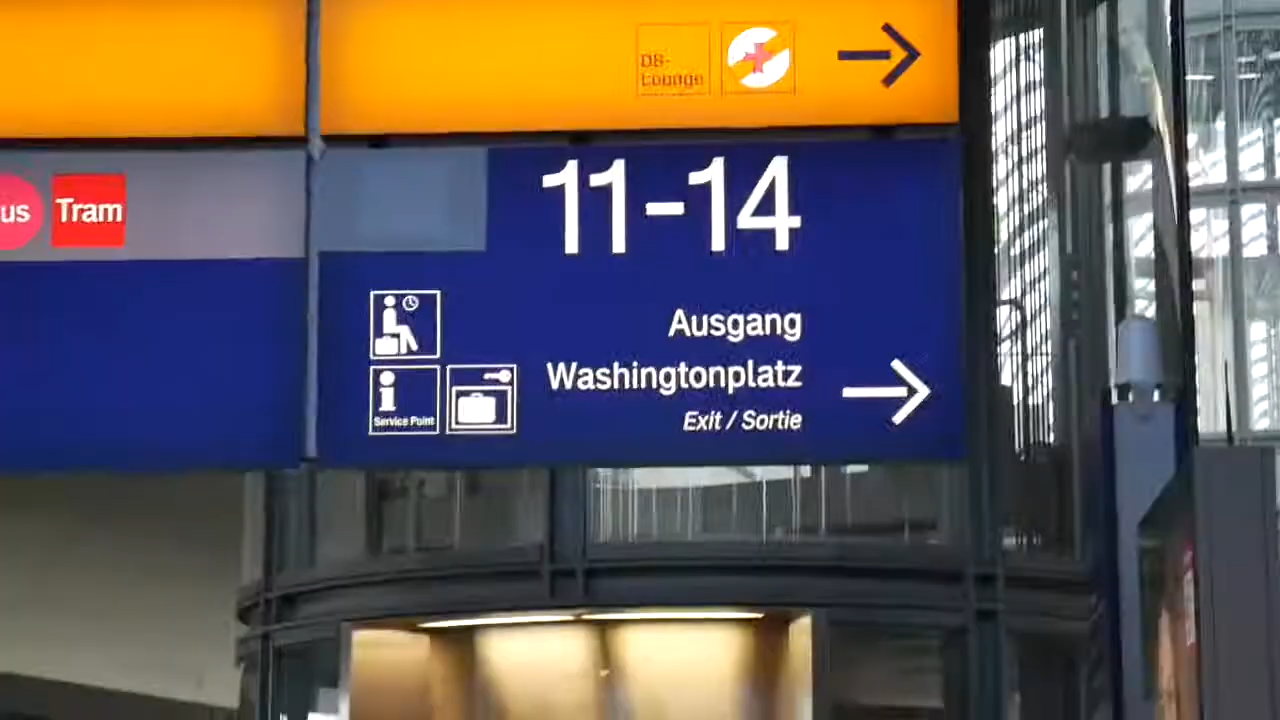 DB-
Lounge
us
Tram
11-14
Ausgang
Washingtonplatz
Exit / Sortie
Service Point